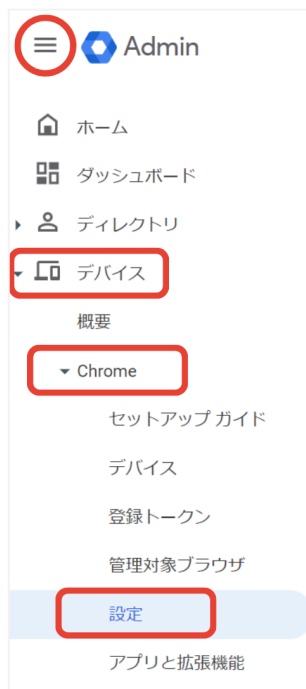 Admin
ホーム
ダッシュボード
ディレクトリ
デバイス
概要
Chrome
セットアップ ガイド
デバイス
登録トークン
管理対象ブラウザ
設定
アプリと拡張機能